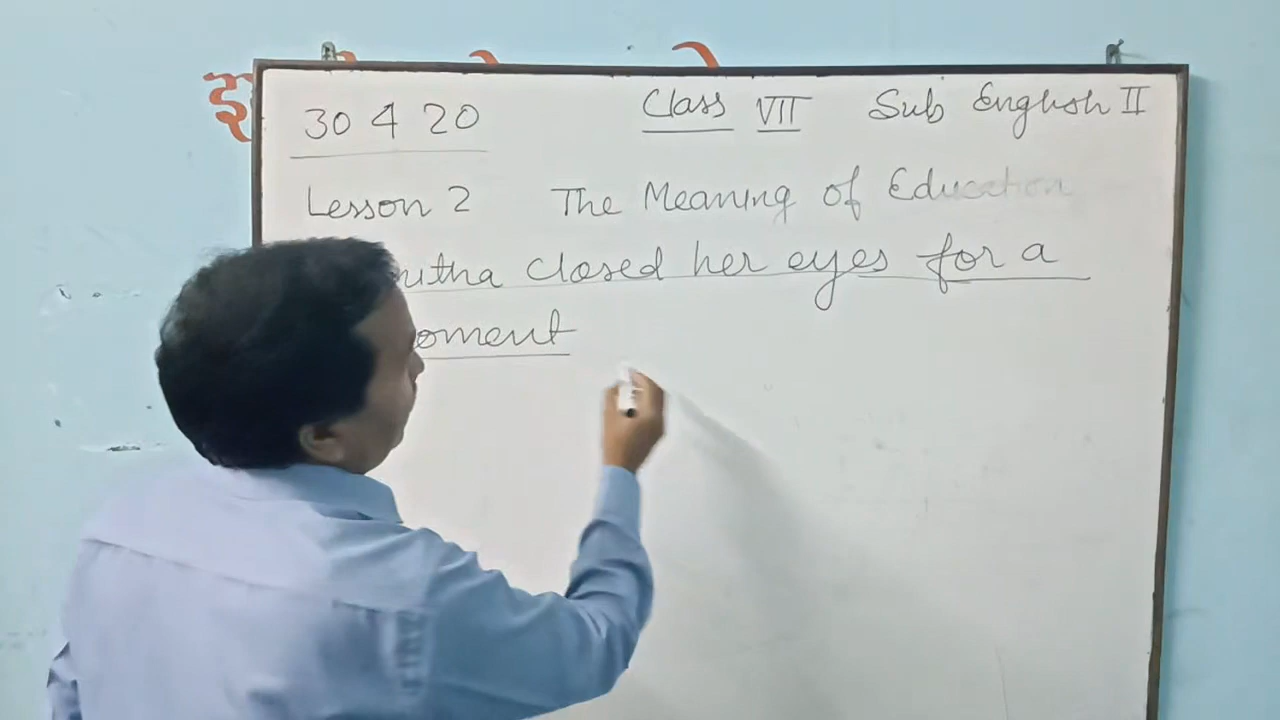 30 4 20 Class VII Sub English II
Lesson 2 The Meaning of Education
closed her eyes for a